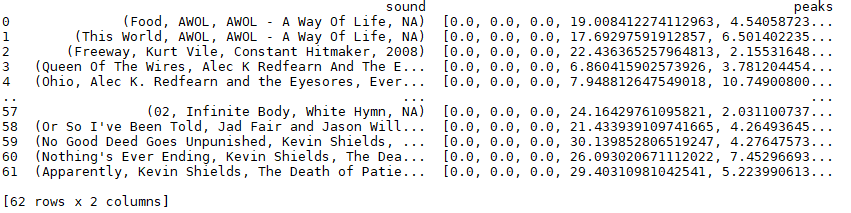 sound peaks
0 (Food, AWOL, AWOL - A Way Of Life, NA) [0.0, 0.0, 0.0, 19.008412274112963, 4.54058723...
1 (This World, AWOL, AWOL - A Way Of Life, NA) [0.0, 0.0, 0.0, 17.69297591912857, 6.501402235...
2 (Freeway, Kurt Vile, Constant Hitmaker, 2008) [0.0, 0.0, 0.0, 22.436365257964813, 2.15531648...
3 (Queen Of The Wires, Alec K Redfearn And The E... [0.0, 0.0, 0.0, 6.860415902573926, 3.781204454...
4 (Ohio, Alec K. Redfearn and the Eyesores, Ever... [0.0, 0.0, 0.0, 7.948812647549018, 10.74900800...
.. ... ...
57 (02, Infinite Body, White Hymn, NA) [0.0, 0.0, 0.0, 24.16429761095821, 2.031100737...
58 (Or So I've Been Told, Jad Fair and Jason Will... [0.0, 0.0, 0.0, 21.433939109741665, 4.26493645...
59 (No Good Deed Goes Unpunished, Kevin Shields, ... [0.0, 0.0, 0.0, 30.139852806519247, 4.27647573...
60 (Nothing's Ever Ending, Kevin Shields, The Dea... [0.0, 0.0, 0.0, 26.093020671112022, 7.45296693...
61 (Apparently, Kevin Shields, The Death of Patie... [0.0, 0.0, 0.0, 29.40310981042541, 5.223990613...
[62 rows x 2 columns]